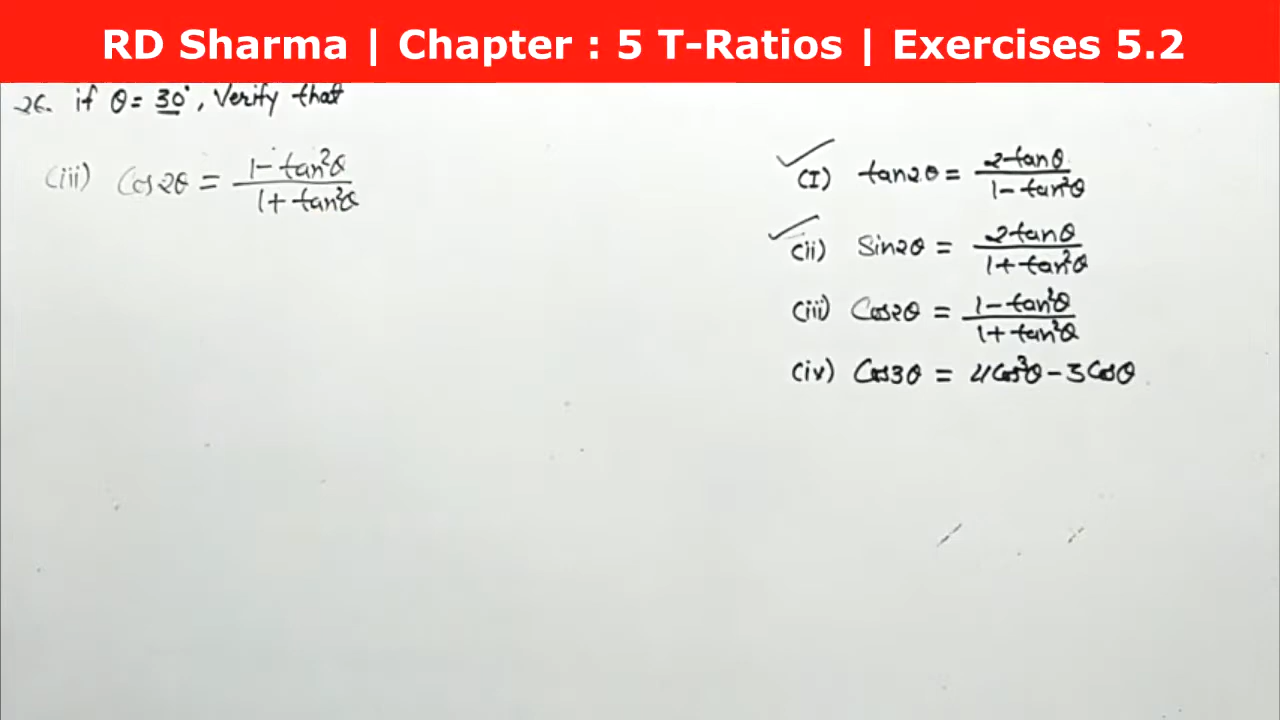 RD Sharma | Chapter : 5 T-Ratios | Exercises 5.2
26. if θ = 30°, Verify that
(iii) Cos2θ = (1 - tan²θ)/(1 + tan²θ)
(I) tan2θ = 2tanθ/(1 - tan²θ)
(ii) Sin2θ = 2tanθ/(1 + tan²θ)
(iii) Cos2θ = (1 - tan²θ)/(1 + tan²θ)
(iv) Cos3θ = 4Cos³θ - 3Cosθ